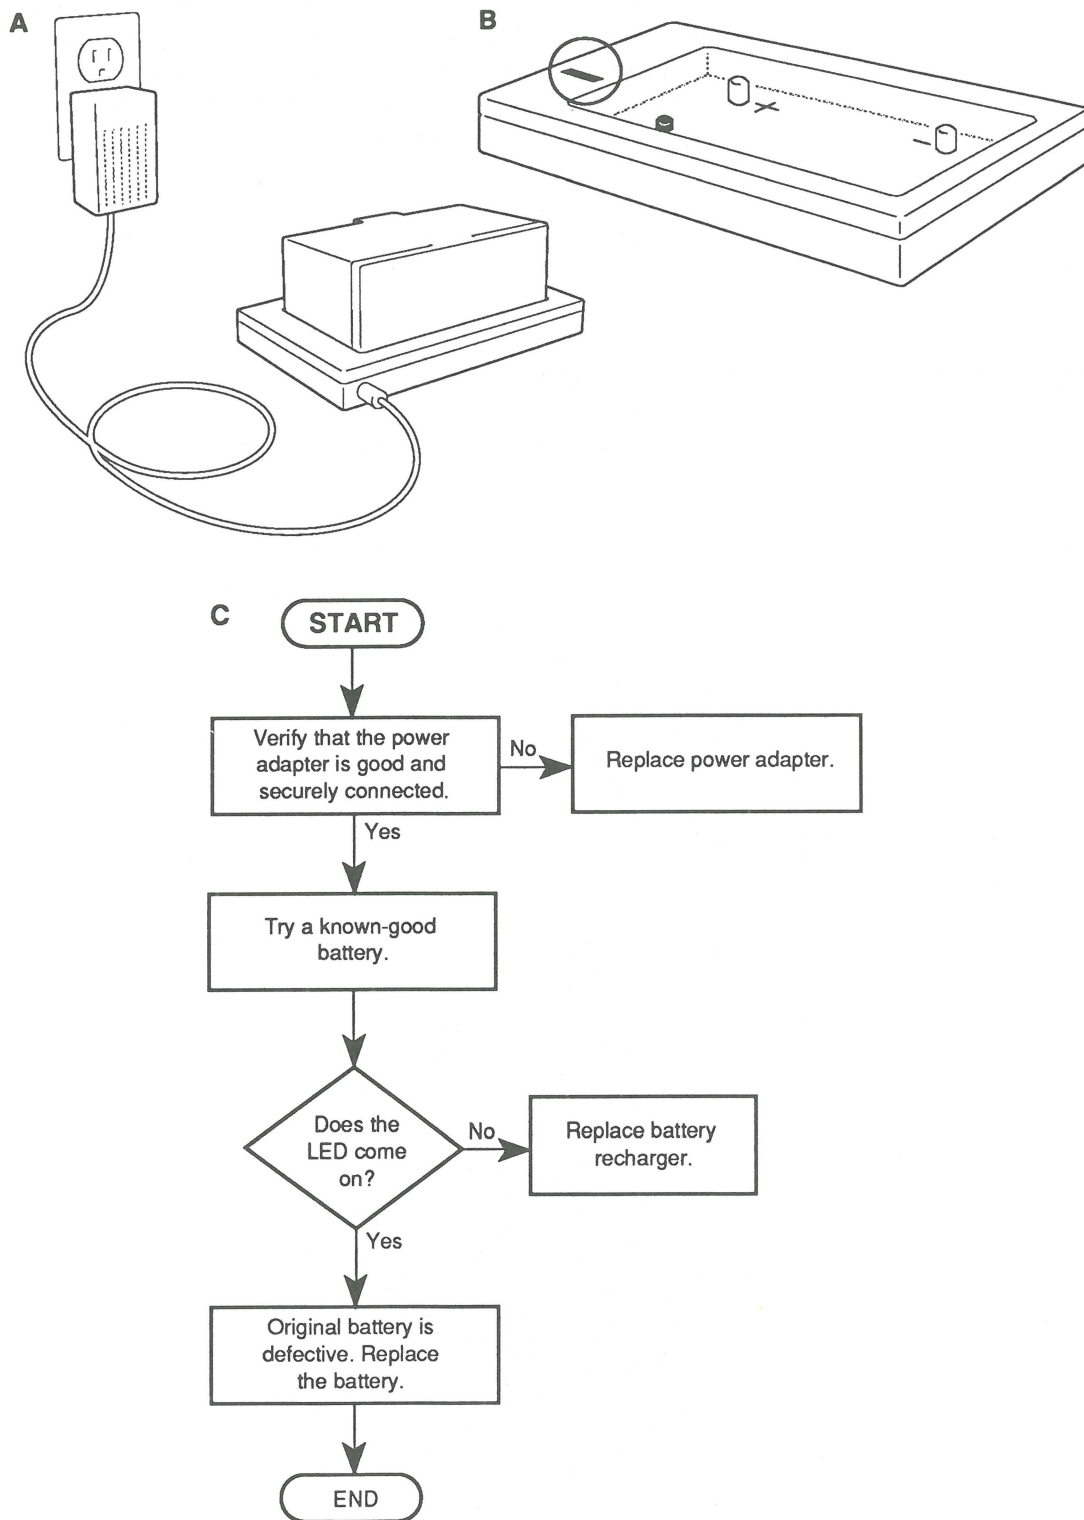 A
B
+
–
C
START
Verify that the power
adapter is good and
securely connected.
No
Replace power adapter.
Yes
Try a known-good
battery.
Does the
LED come
on?
No
Replace battery
recharger.
Yes
Original battery is
defective. Replace
the battery.
END